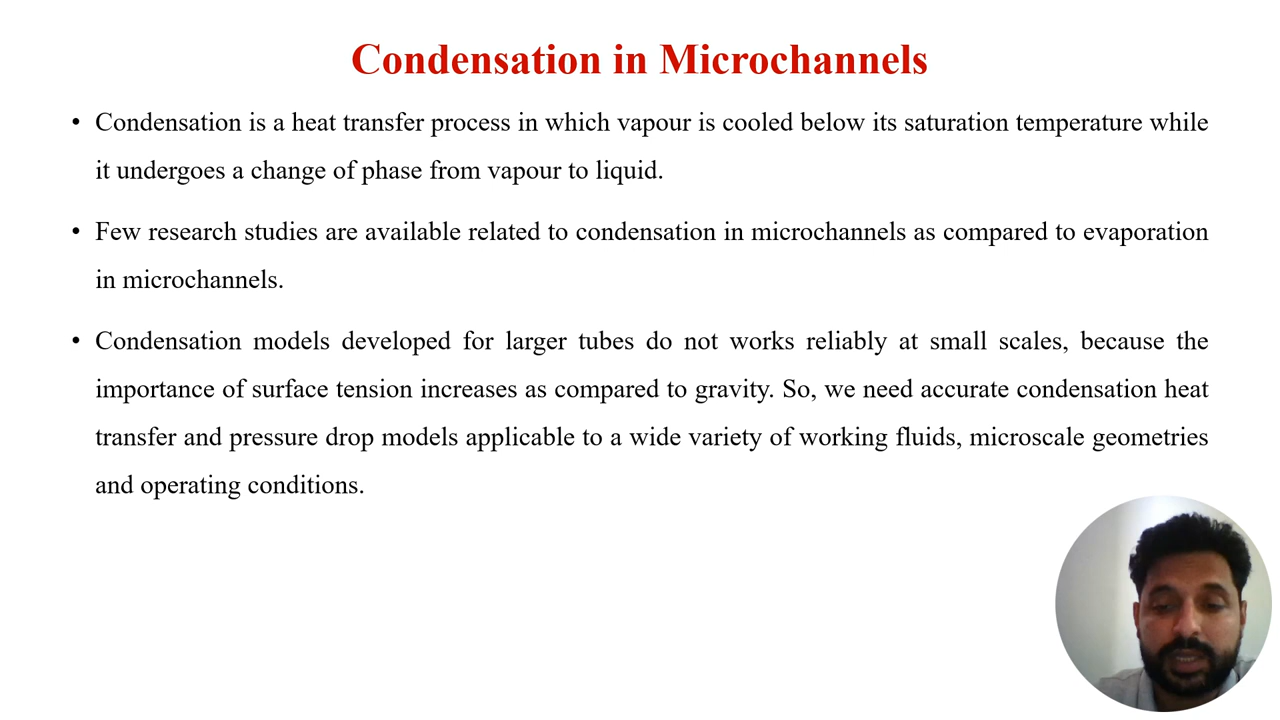 Condensation in Microchannels
• Condensation is a heat transfer process in which vapour is cooled below its saturation temperature while
it undergoes a change of phase from vapour to liquid.
• Few research studies are available related to condensation in microchannels as compared to evaporation
in microchannels.
• Condensation models developed for larger tubes do not works reliably at small scales, because the
importance of surface tension increases as compared to gravity. So, we need accurate condensation heat
transfer and pressure drop models applicable to a wide variety of working fluids, microscale geometries
and operating conditions.